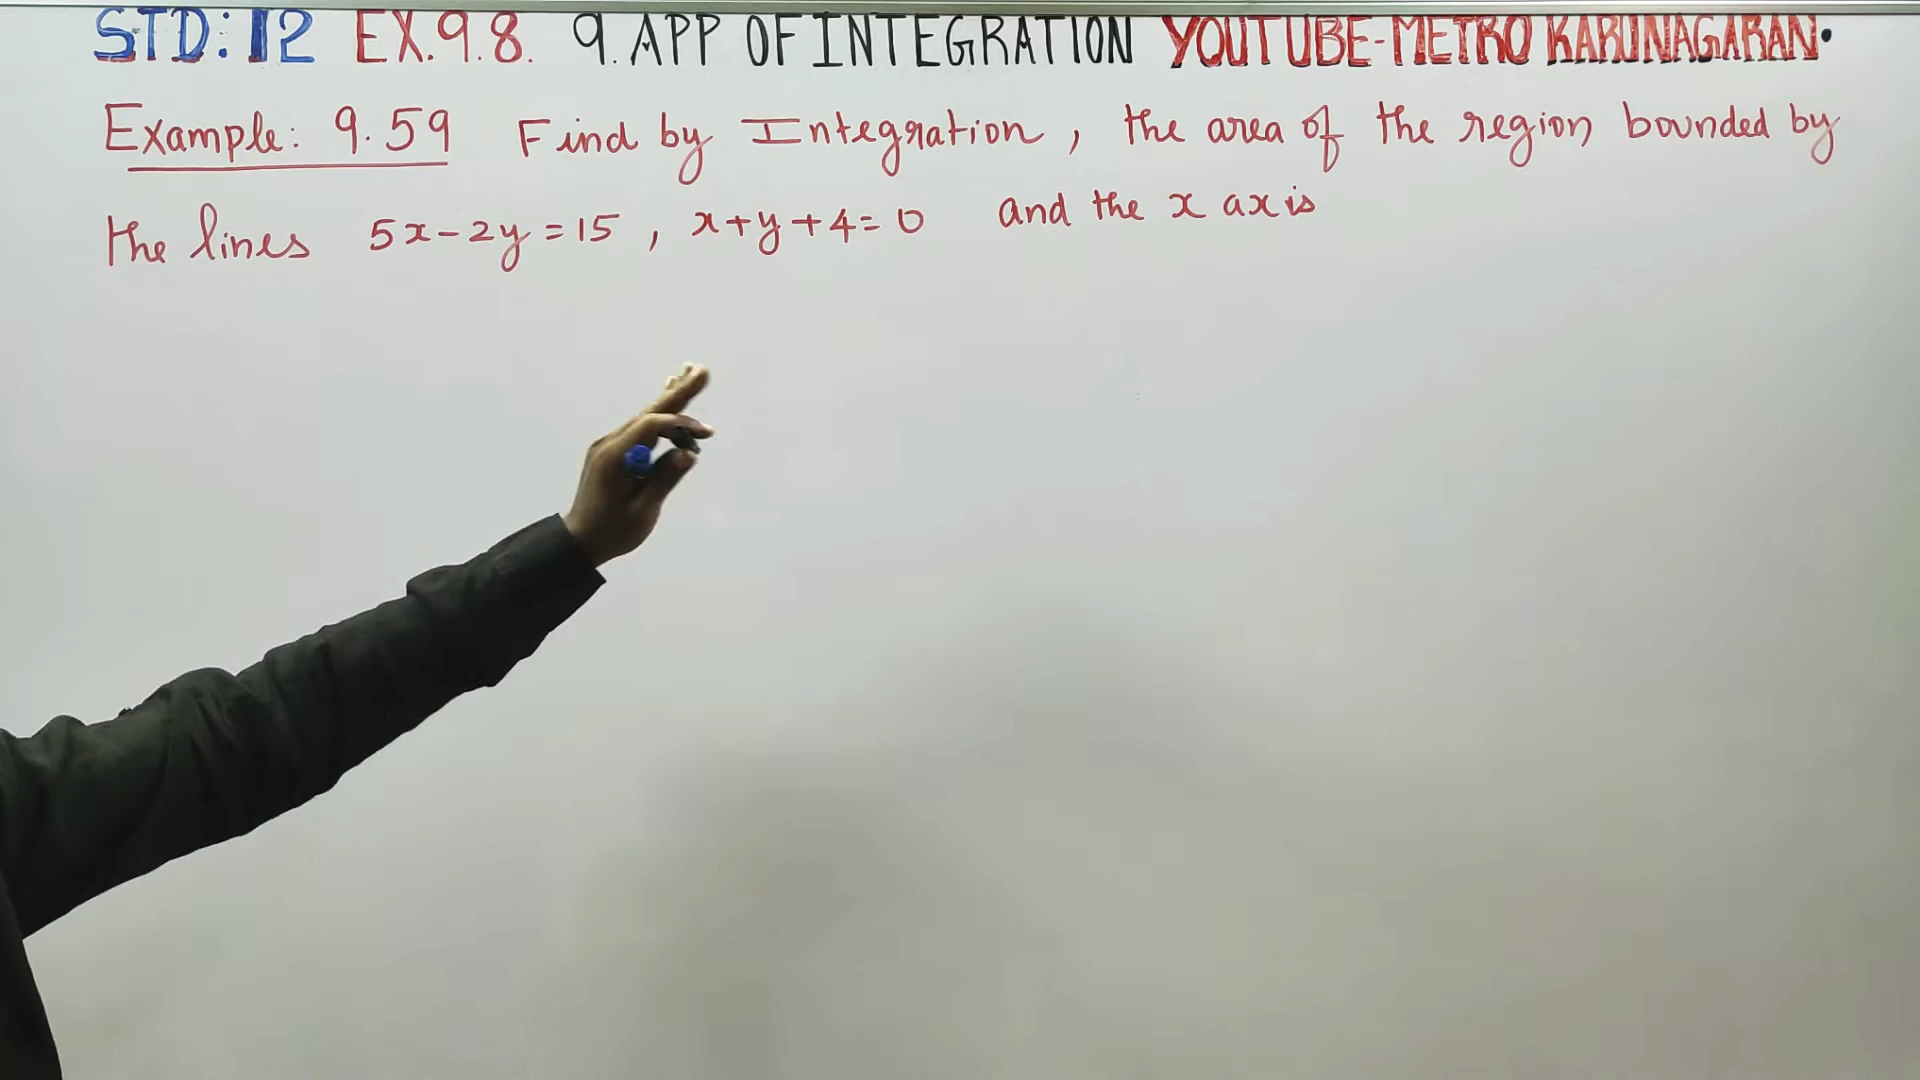 STD: 12 EX.9.8. 9. APP OF INTEGRATION YOUTUBE-METRO KARUNAGARAN.
Example: 9.59 Find by Integration, the area of the region bounded by
the lines 5x-2y=15, x+y+4=0 and the x axis